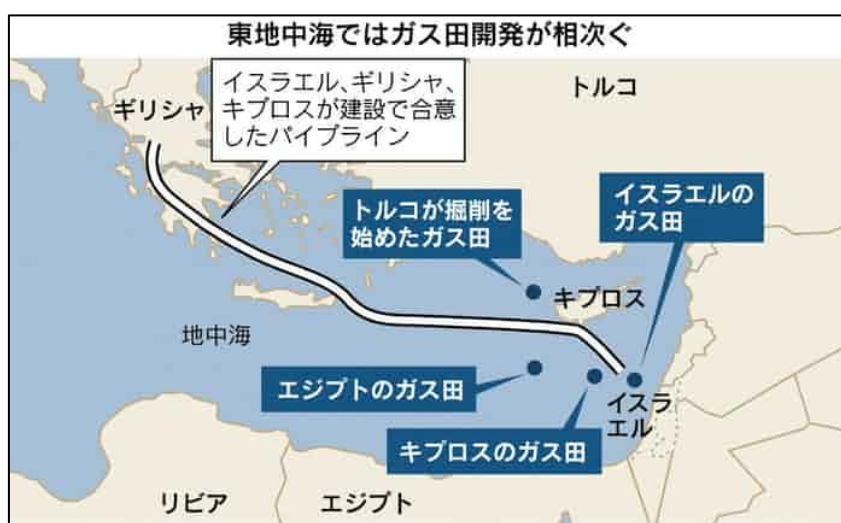 東地中海ではガス田開発が相次ぐ
イスラエル、ギリシャ、
キプロスが建設で合意
したパイプライン
ギリシャ
トルコ
トルコが掘削を
始めたガス田
イスラエルの
ガス田
キプロス
地中海
エジプトのガス田
イスラ
エル
キプロスのガス田
リビア
エジプト